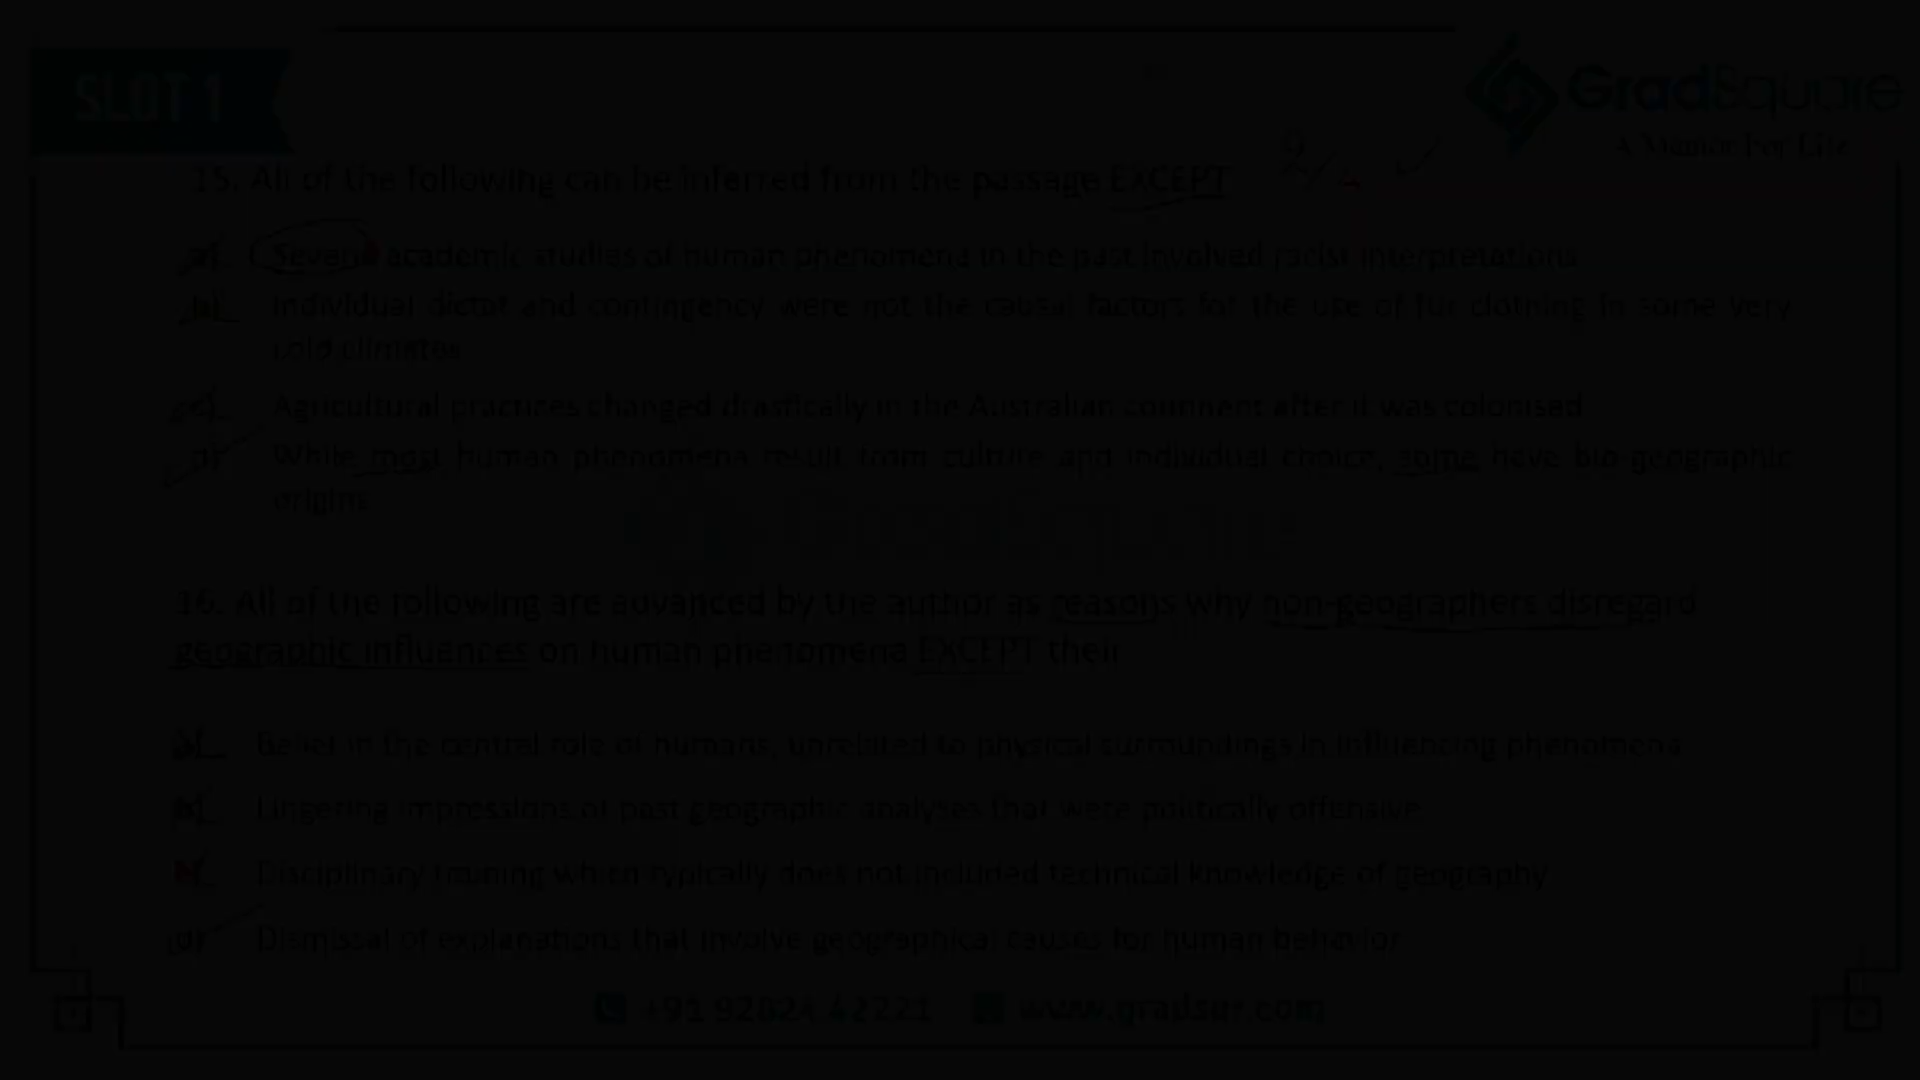 SLOT 1
GradSquare
A Mentor For Life
15. All of the following can be inferred from the passage EXCEPT
a) Several academic studies of human phenomena in the past involved racist interpretations
b) Individual dictat and contingency were not the causal factors for the use of fur clothing in some very
cold climates
c) Agricultural practices changed drastically in the Australian continent after it was colonised
d) While most human phenomena result from culture and individual choice, some have bio-geographic
origins
16. All of the following are advanced by the author as reasons why non-geographers disregard
geographic influences on human phenomena EXCEPT their
Belief in the central role of humans, unrelated to physical surroundings in influencing phenomena
Lingering impressions of past geographic analyses that were politically offensive
Disciplinary training which typically does not included technical knowledge of geography
d) Dismissal of explanations that involve geographical causes for human behavior
www.gradsqr.com